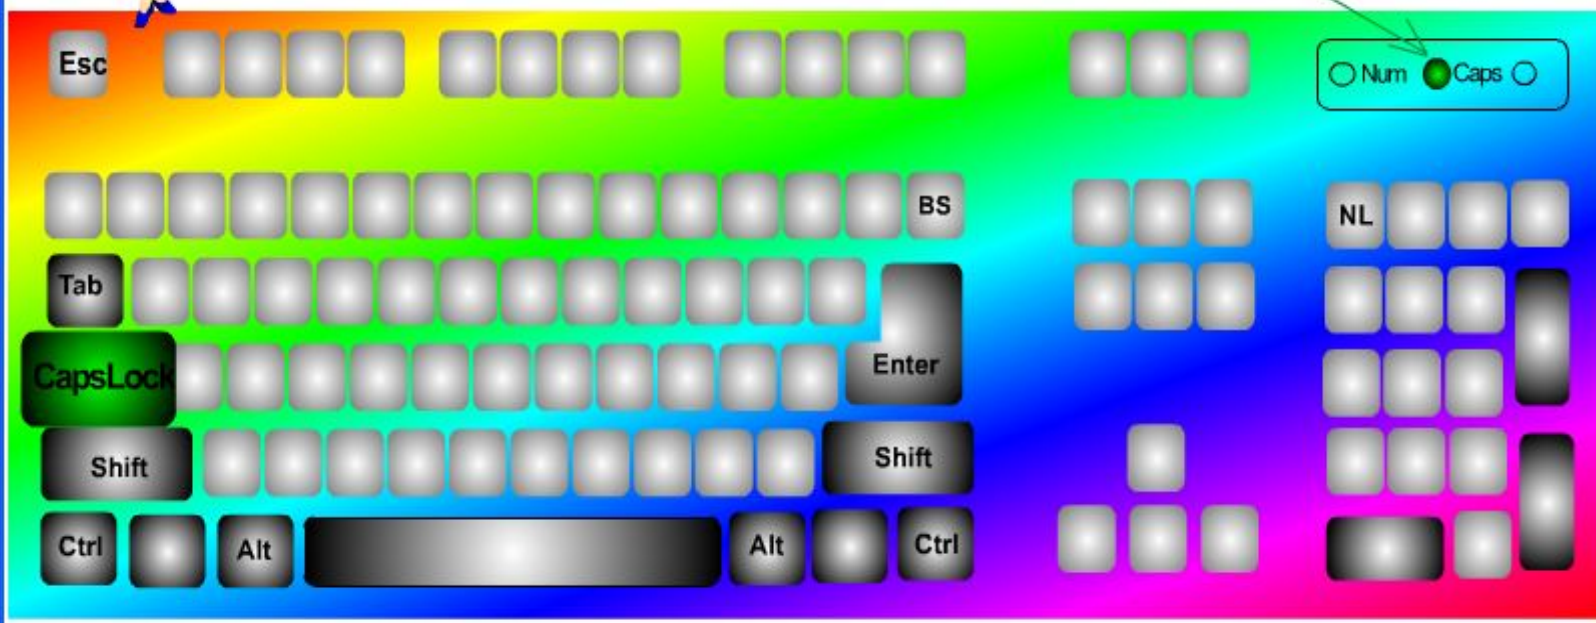 Esc
Num Caps
BS
NL
Tab
Enter
CapsLock
Shift
Shift
Ctrl
Alt
Alt
Ctrl